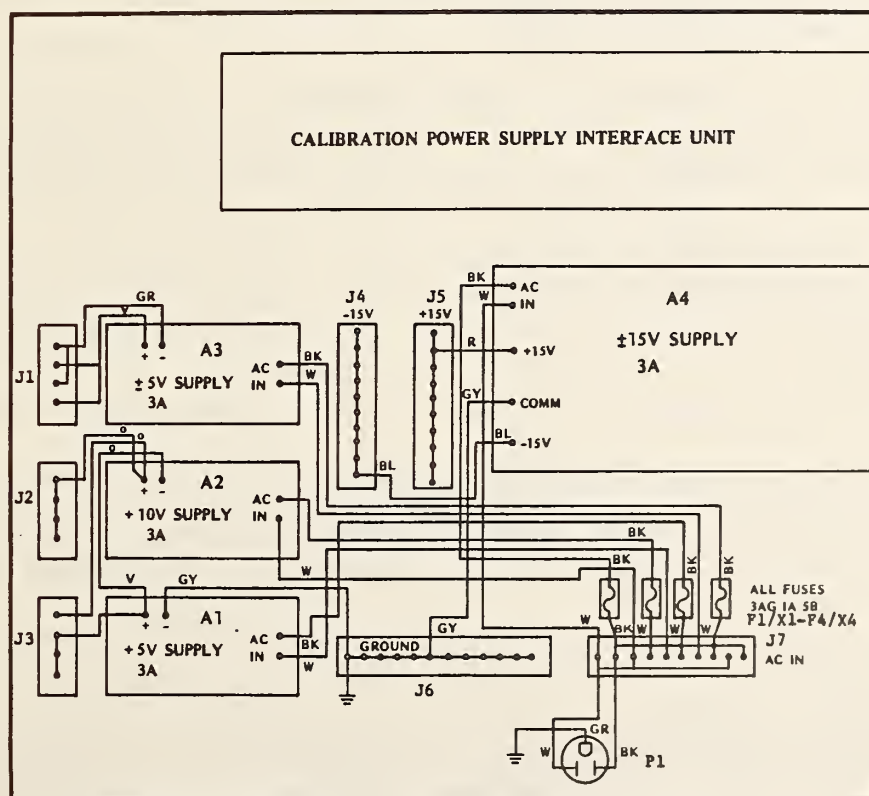 CALIBRATION POWER SUPPLY INTERFACE UNIT
GR
V
J1
+ -
A3
± 5V SUPPLY
3A
AC
IN
BK
W
J4
-15V
J5
+15V
BL
R
GY
BL
BK
W
AC
IN
A4
±15V SUPPLY
3A
+15V
COMM
-15V
O
O
O
J2
+ -
A2
+ 10V SUPPLY
3A
AC
IN
W
V
GY
J3
+ -
A1
+ 5V SUPPLY
3A
AC
IN
BK
W
BK
BK
BK
BK
ALL FUSES
3AG 1A SB
F1/X1-F4/X4
J7
AC IN
W
BK
W
W
GY
GROUND
J6
GR
W
BK
P1